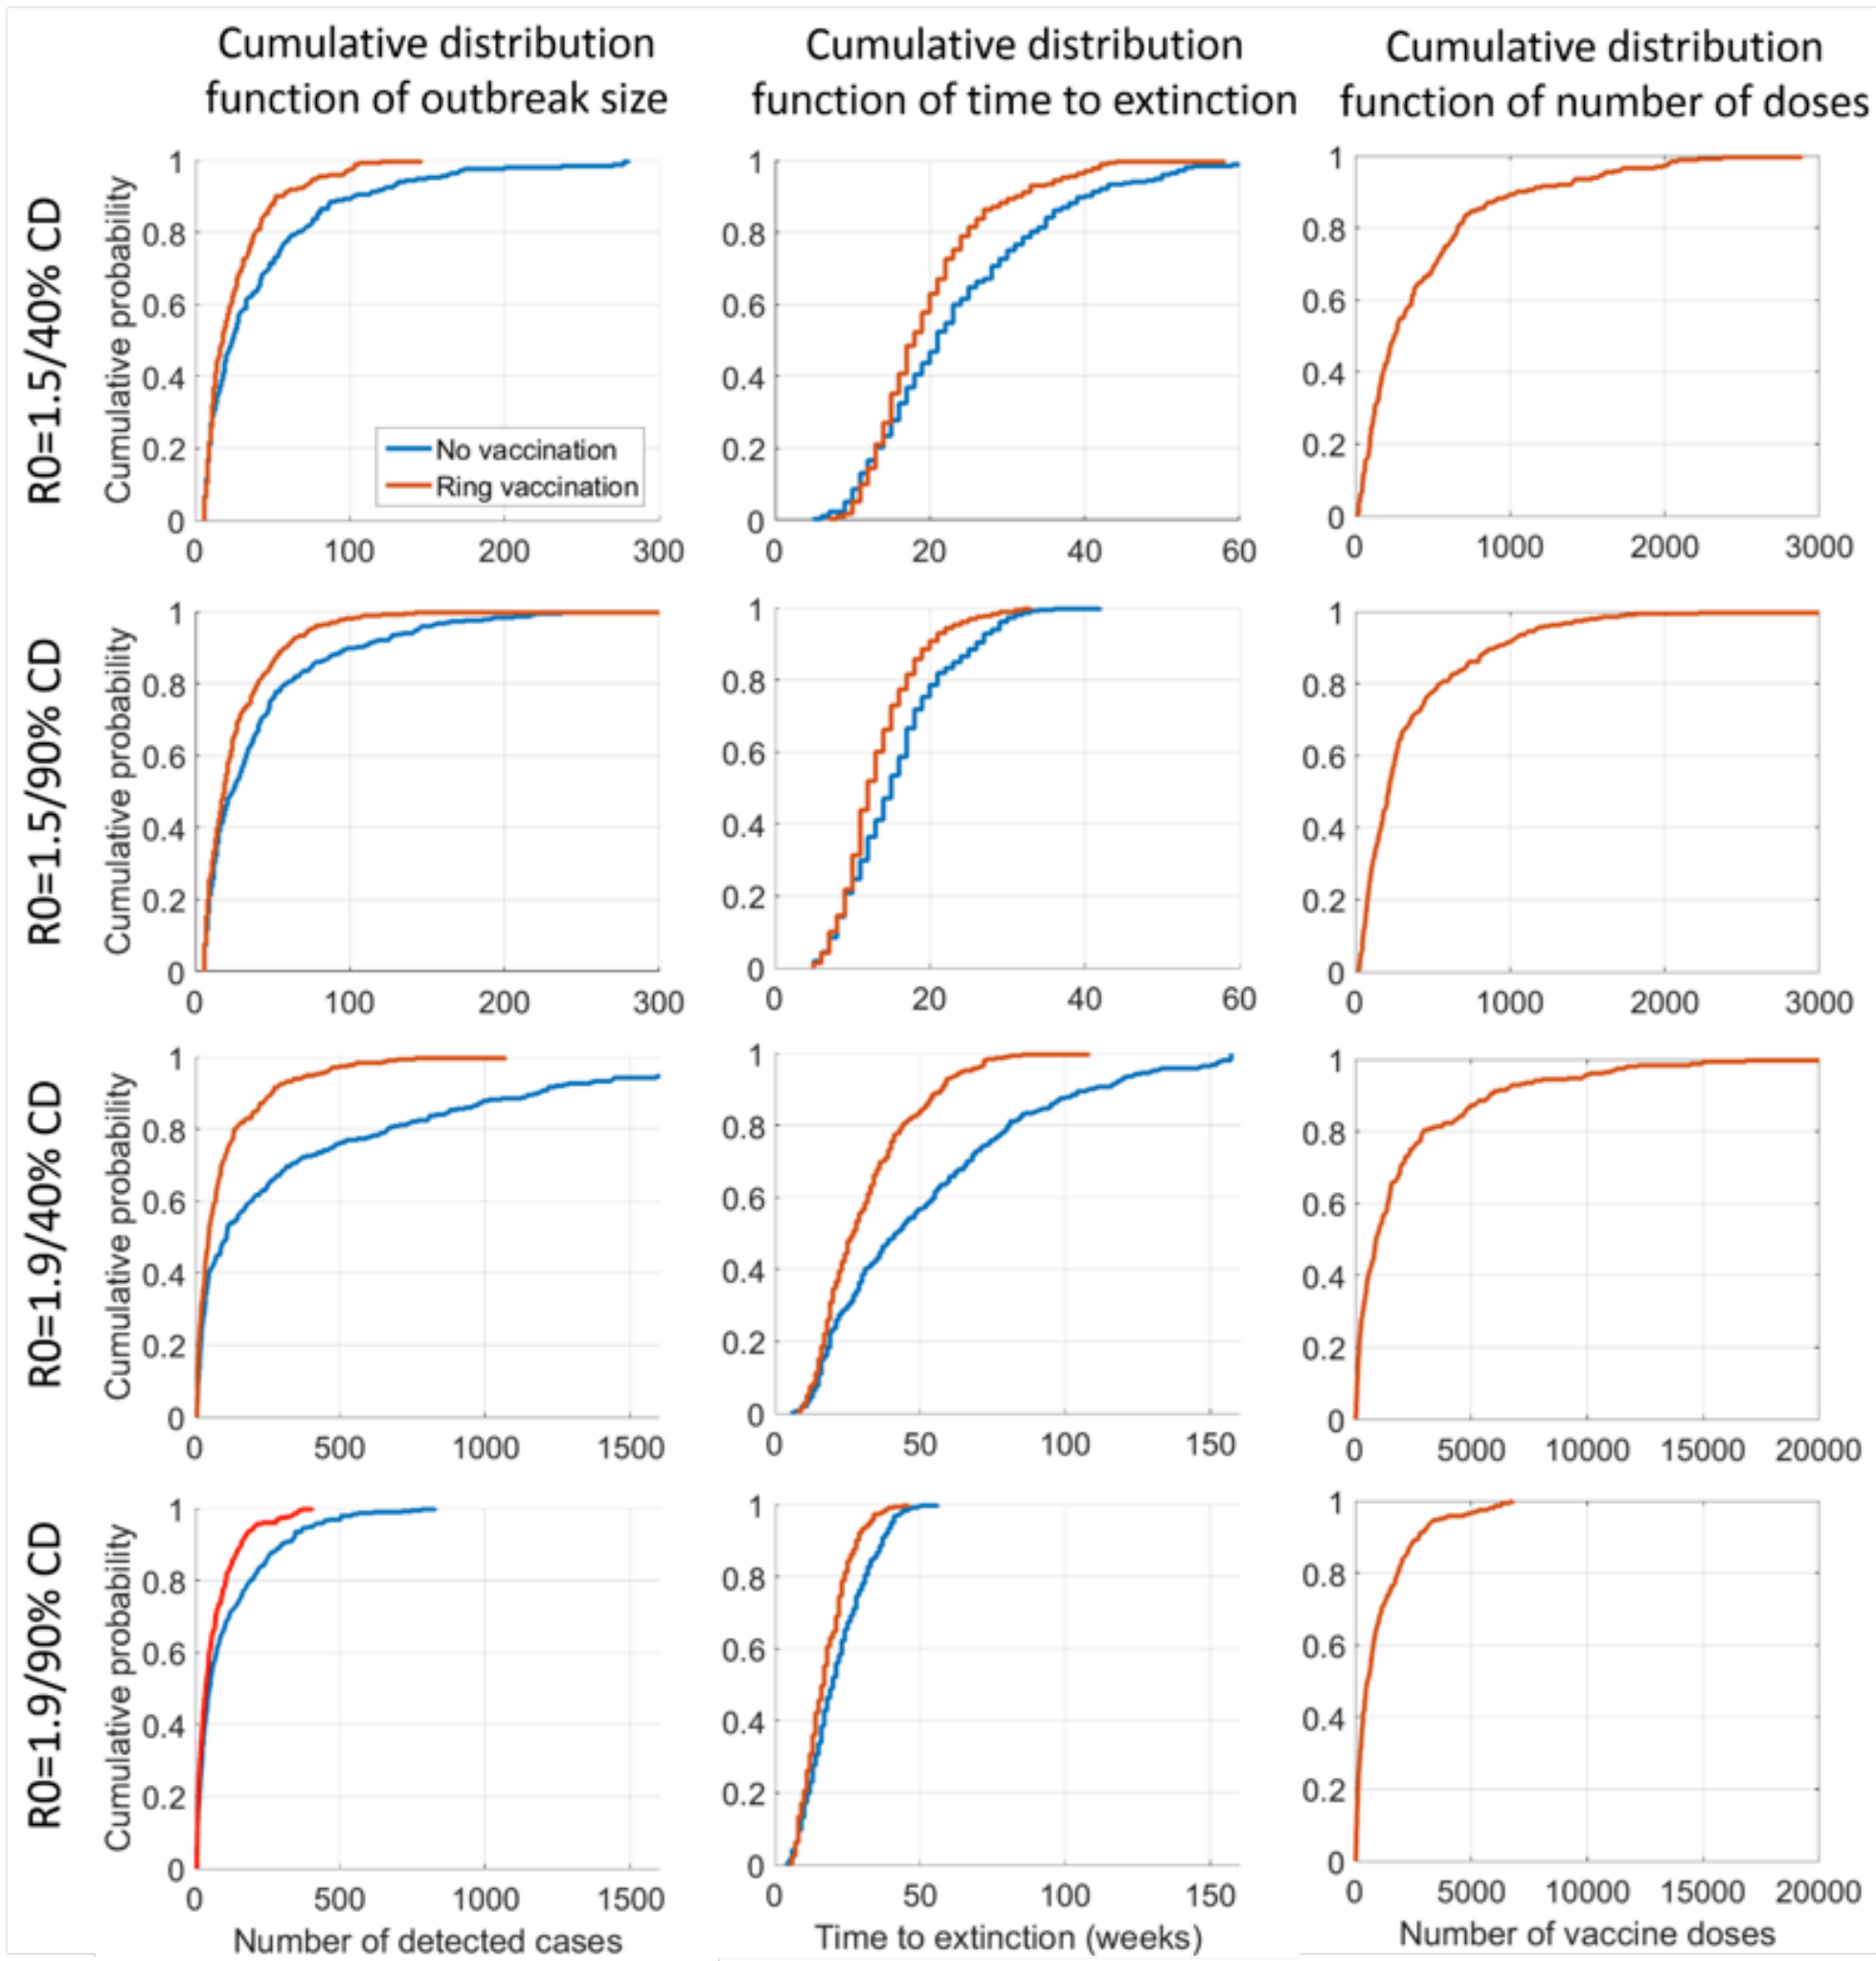 Cumulative distribution
function of outbreak size
Cumulative distribution
function of time to extinction
Cumulative distribution
function of number of doses
R0=1.5/40% CD
Cumulative probability
1
0.8
0.6
0.4
0.2
0
0 100 200 300
No vaccination
Ring vaccination
1
0.8
0.6
0.4
0.2
0
0 20 40 60
1
0.8
0.6
0.4
0.2
0
0 1000 2000 3000
R0=1.5/90% CD
Cumulative probability
1
0.8
0.6
0.4
0.2
0
0 100 200 300
1
0.8
0.6
0.4
0.2
0
0 20 40 60
1
0.8
0.6
0.4
0.2
0
0 1000 2000 3000
R0=1.9/40% CD
Cumulative probability
1
0.8
0.6
0.4
0.2
0
0 500 1000 1500
1
0.8
0.6
0.4
0.2
0
0 50 100 150
1
0.8
0.6
0.4
0.2
0
0 5000 10000 15000 20000
R0=1.9/90% CD
Cumulative probability
1
0.8
0.6
0.4
0.2
0
0 500 1000 1500
Number of detected cases
1
0.8
0.6
0.4
0.2
0
0 50 100 150
Time to extinction (weeks)
1
0.8
0.6
0.4
0.2
0
0 5000 10000 15000 20000
Number of vaccine doses